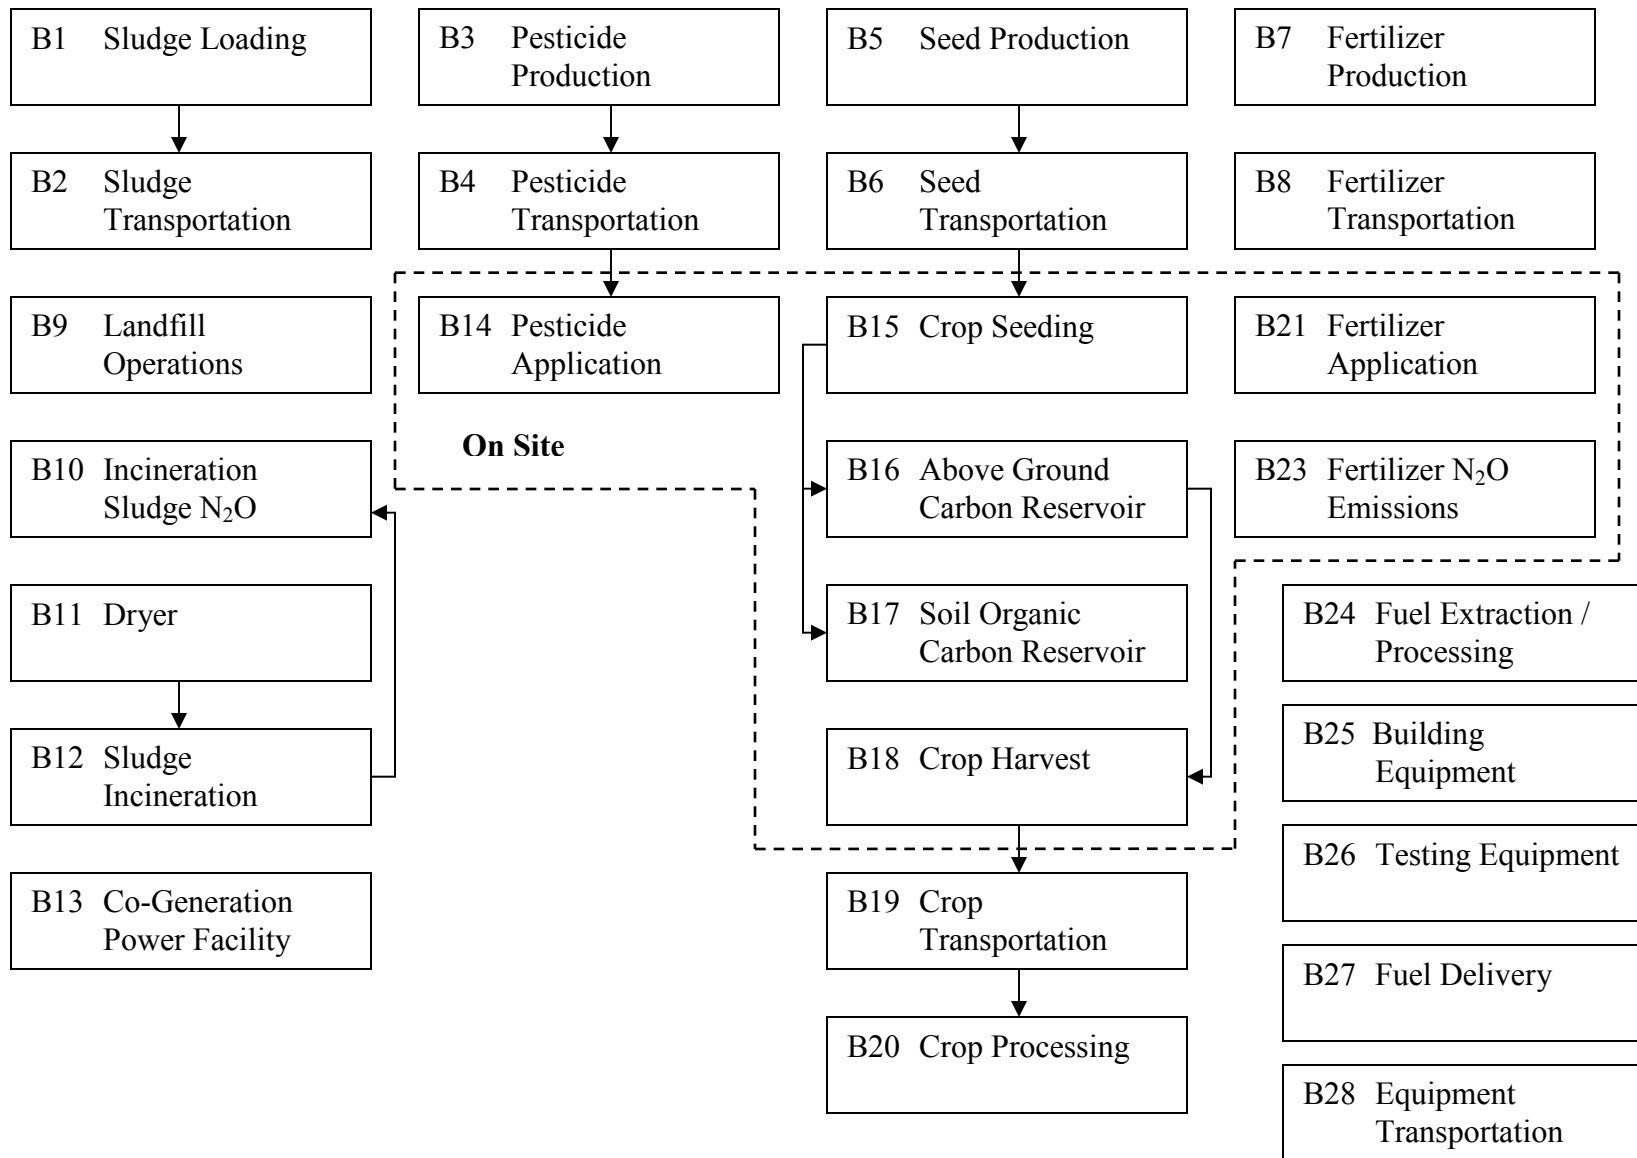 B1 Sludge Loading
B3 Pesticide
Production
B5 Seed Production
B7 Fertilizer
Production
B2 Sludge
Transportation
B4 Pesticide
Transportation
B6 Seed
Transportation
B8 Fertilizer
Transportation
B9 Landfill
Operations
B14 Pesticide
Application
B15 Crop Seeding
B21 Fertilizer
Application
On Site
B10 Incineration
Sludge N₂O
B16 Above Ground
Carbon Reservoir
B23 Fertilizer N₂O
Emissions
B11 Dryer
B17 Soil Organic
Carbon Reservoir
B24 Fuel Extraction /
Processing
B12 Sludge
Incineration
B18 Crop Harvest
B25 Building
Equipment
B26 Testing Equipment
B13 Co-Generation
Power Facility
B19 Crop
Transportation
B27 Fuel Delivery
B20 Crop Processing
B28 Equipment
Transportation